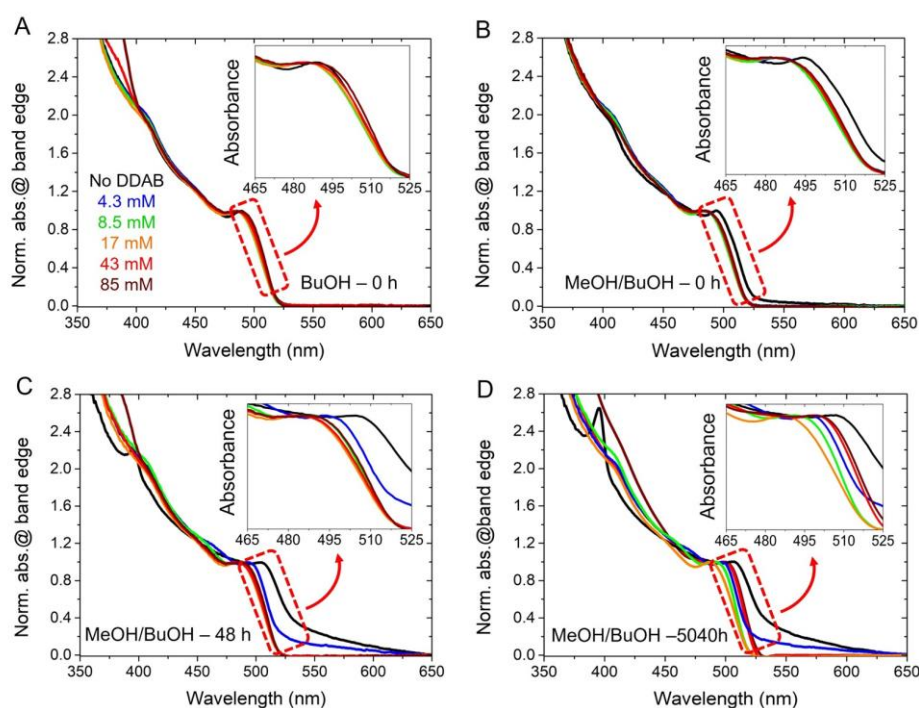 A
2.8
2.4
2.0
1.6
1.2
0.8
0.4
0.0
Norm. abs.@ band edge
350 400 450 500 550 600 650
Wavelength (nm)
No DDAB
4.3 mM
8.5 mM
17 mM
43 mM
85 mM
Absorbance
465 480 495 510 525
BuOH – 0 h
B
2.8
2.4
2.0
1.6
1.2
0.8
0.4
0.0
Norm. abs.@ band edge
350 400 450 500 550 600 650
Wavelength (nm)
Absorbance
465 480 495 510 525
MeOH/BuOH – 0 h
C
2.8
2.4
2.0
1.6
1.2
0.8
0.4
0.0
Norm. abs.@ band edge
350 400 450 500 550 600 650
Wavelength (nm)
Absorbance
465 480 495 510 525
MeOH/BuOH – 48 h
D
2.8
2.4
2.0
1.6
1.2
0.8
0.4
0.0
Norm. abs.@band edge
350 400 450 500 550 600 650
Wavelength (nm)
Absorbance
465 480 495 510 525
MeOH/BuOH –5040h